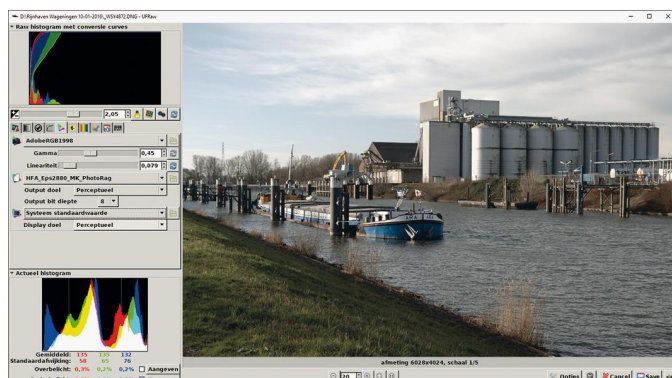 D:\Rijnhaven Wageningen 10-01-2016\_WSY4872.DNG - UFRaw
Raw histogram met conversie curves
2,05
AdobeRGB1998
Gamma 0,45
Lineariteit 0,079
HFA_Eps2880_MK_PhotoRag
Output doel Perceptueel
Output bit diepte 8
Systeem standaardwaarde
Display doel Perceptueel
Actueel histogram
Gemiddeld: 135 135 132
Standaardafwijking: 58 65 76
Overbelicht: 0,3% 0,2% 0,2% Aangeven
afmeting 6028x4024, schaal 1/5
20
Opties Cancel Save